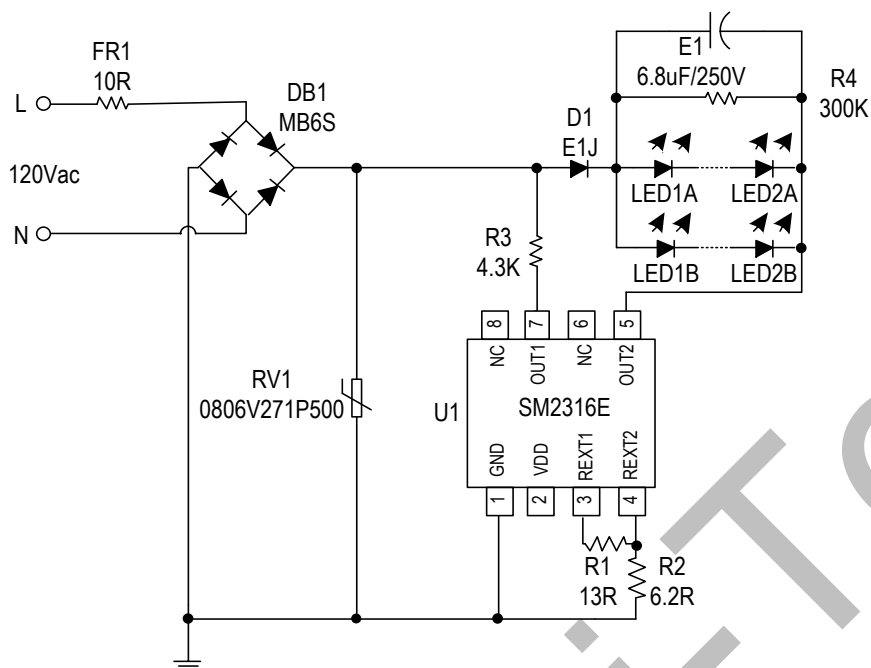 FR1
10R
L
DB1
MB6S
120Vac
N
E1
6.8uF/250V
R4
300K
D1
E1J
LED1A
LED2A
LED1B
LED2B
R3
4.3K
8
7
6
5
NC
OUT1
NC
OUT2
U1
SM2316E
GND
VDD
REXT1
REXT2
1
2
3
4
RV1
0806V271P500
R1
13R
R2
6.2R